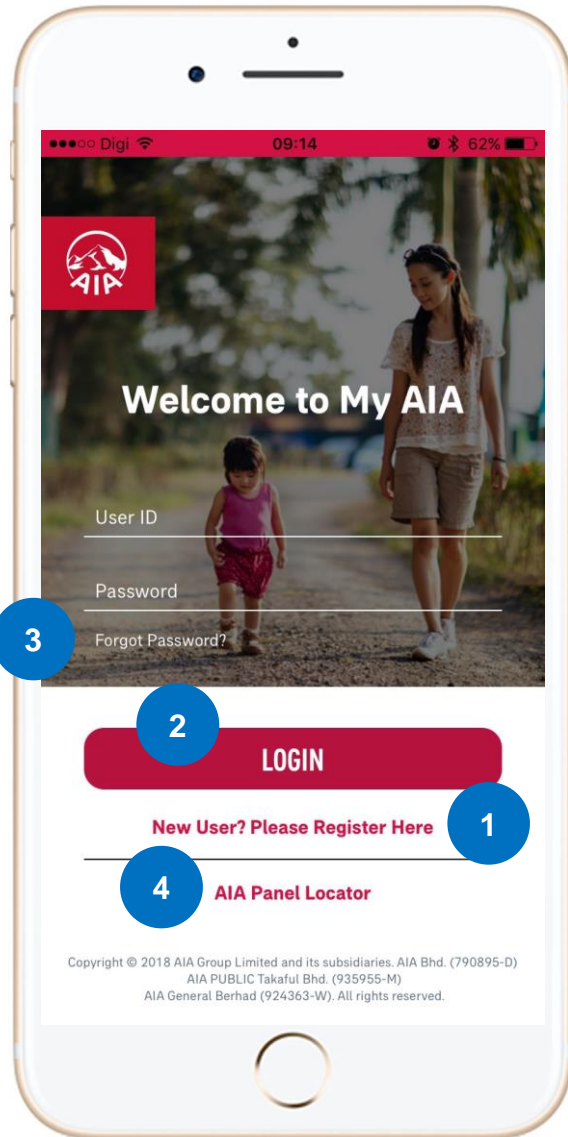 Digi 09:14 62%
AIA
Welcome to My AIA
User ID
Password
3 Forgot Password?
2
LOGIN
New User? Please Register Here 1
4 AIA Panel Locator
Copyright © 2018 AIA Group Limited and its subsidiaries. AIA Bhd. (790895-D)
AIA PUBLIC Takaful Bhd. (935955-M)
AIA General Berhad (924363-W). All rights reserved.